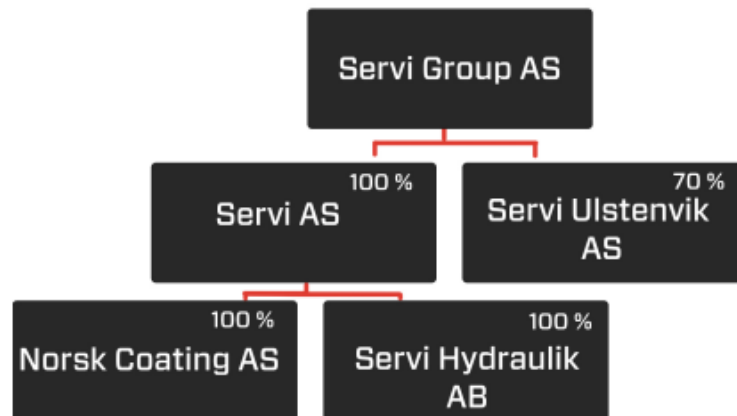 Servi Group AS
100 %
Servi AS
70 %
Servi Ulstenvik
AS
100 %
Norsk Coating AS
100 %
Servi Hydraulik
AB